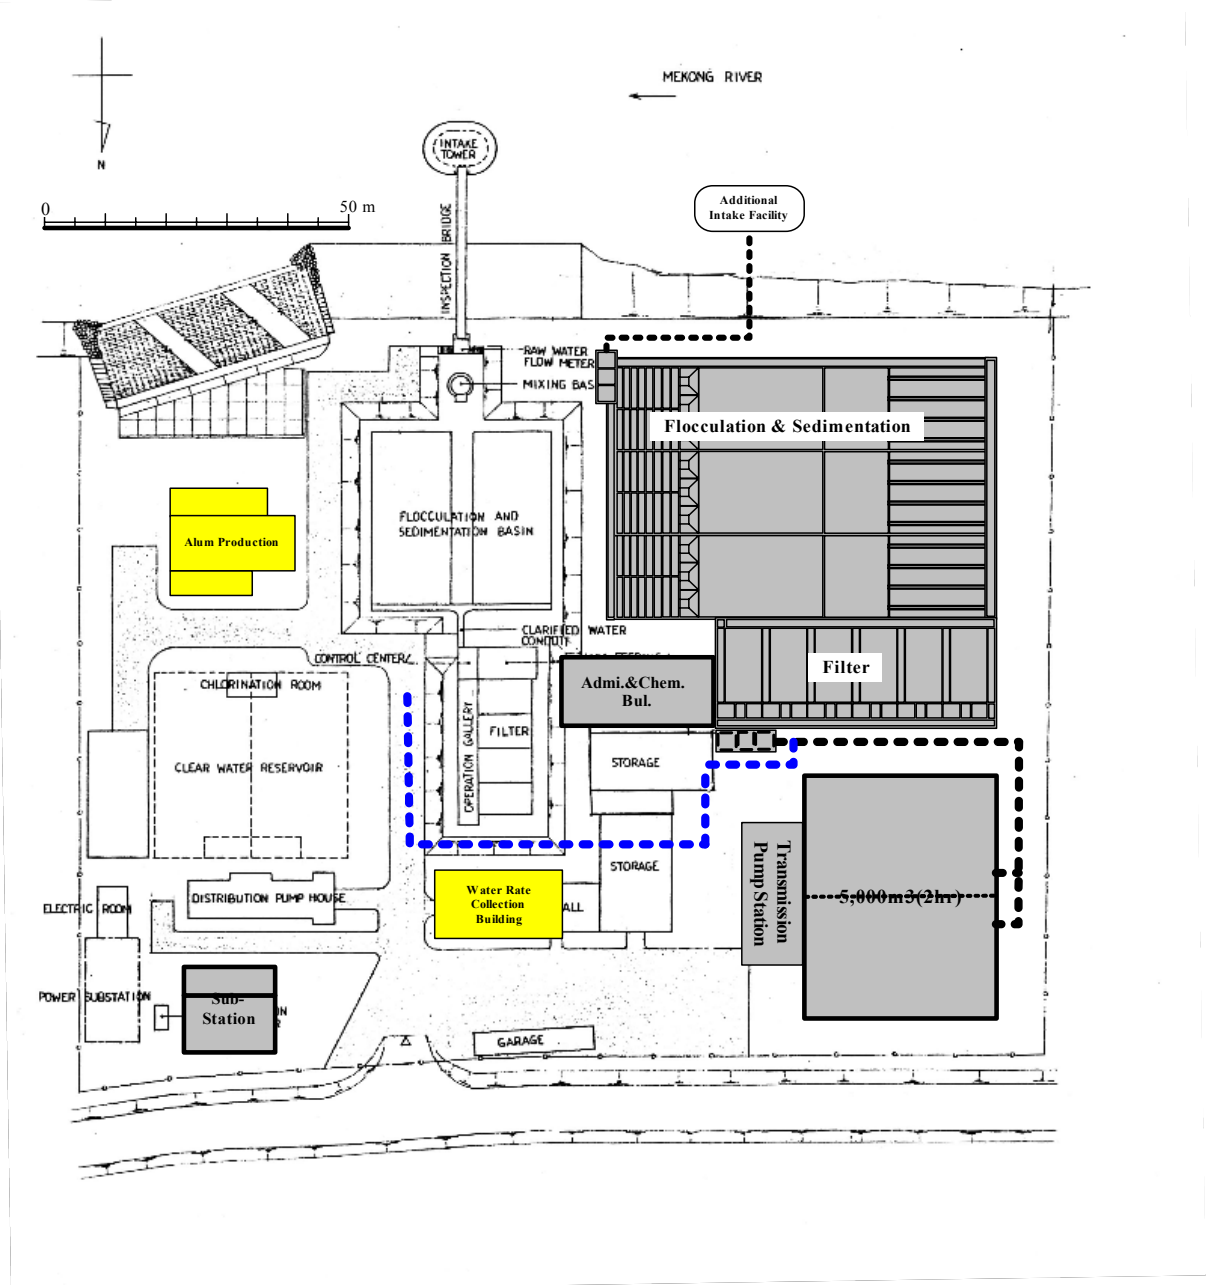 MEKONG RIVER
N
INTAKE
TOWER
0
50 m
INSPECTION BRIDGE
Additional
Intake Facility
RAW WATER
FLOW METER
MIXING BAS
Flocculation & Sedimentation
FLOCCULATION AND
SEDIMENTATION BASIN
Alum Production
CLARIFIED WATER
CONDUIT
CONTROL CENTER
Filter
CHLORINATION ROOM
Admi.&Chem.
Bul.
OPERATION GALLERY
FILTER
STORAGE
CLEAR WATER RESERVOIR
Transmission
Pump Station
STORAGE
5,000m3(2hr)
DISTRIBUTION PUMP HOUSE
Water Rate
Collection
Building
ALL
ELECTRIC ROOM
POWER SUBSTATION
Sub-
Station
GARAGE